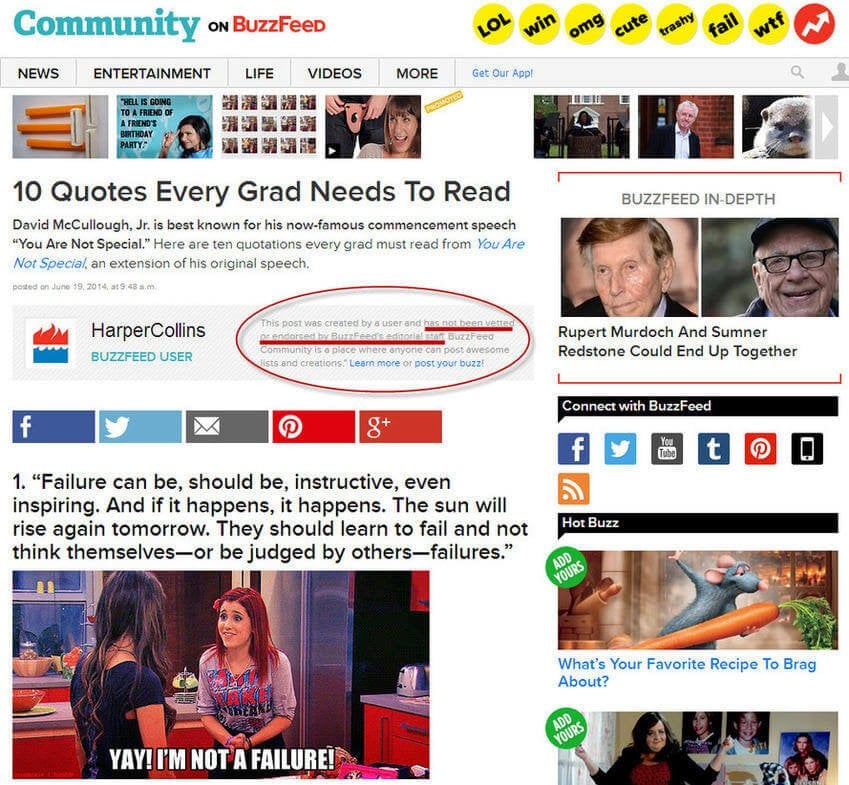 Community ON BuzzFeed
LOL
win
omg
cute
trashy
fail
wtf
NEWS ENTERTAINMENT LIFE VIDEOS MORE Get Our App!
"HELL IS GOING
TO A FRIEND OF
A FRIEND'S
BIRTHDAY
PARTY."
PROMOTED
10 Quotes Every Grad Needs To Read
David McCullough, Jr. is best known for his now-famous commencement speech
"You Are Not Special." Here are ten quotations every grad must read from You Are
Not Special, an extension of his original speech.
posted on June 19, 2014, at 9:48 a.m.
HarperCollins
BUZZFEED USER
This post was created by a user and has not been vetted
or endorsed by BuzzFeed's editorial staff. BuzzFeed
Community is a place where anyone can post awesome
lists and creations." Learn more or post your buzz!
f
g+
1. "Failure can be, should be, instructive, even
inspiring. And if it happens, it happens. The sun will
rise again tomorrow. They should learn to fail and not
think themselves—or be judged by others—failures."
YAY! I'M NOT A FAILURE!
BUZZFEED IN-DEPTH
Rupert Murdoch And Sumner
Redstone Could End Up Together
Connect with BuzzFeed
f
You
Tube
t
Hot Buzz
ADD
YOURS
What's Your Favorite Recipe To Brag
About?
ADD
YOURS